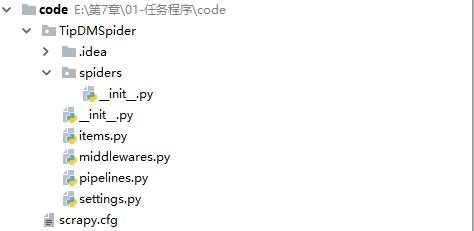 code E:\第7章\01-任务程序\code
TipDMSpider
.idea
spiders
__init__.py
__init__.py
items.py
middlewares.py
pipelines.py
settings.py
scrapy.cfg